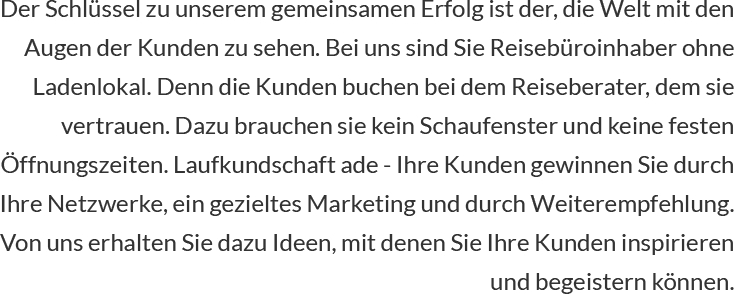 Der Schlüssel zu unserem gemeinsamen Erfolg ist der, die Welt mit den
Augen der Kunden zu sehen. Bei uns sind Sie Reisebüroinhaber ohne
Ladenlokal. Denn die Kunden buchen bei dem Reiseberater, dem sie
vertrauen. Dazu brauchen sie kein Schaufenster und keine festen
Öffnungszeiten. Laufkundschaft ade - Ihre Kunden gewinnen Sie durch
Ihre Netzwerke, ein gezieltes Marketing und durch Weiterempfehlung.
Von uns erhalten Sie dazu Ideen, mit denen Sie Ihre Kunden inspirieren
und begeistern können.